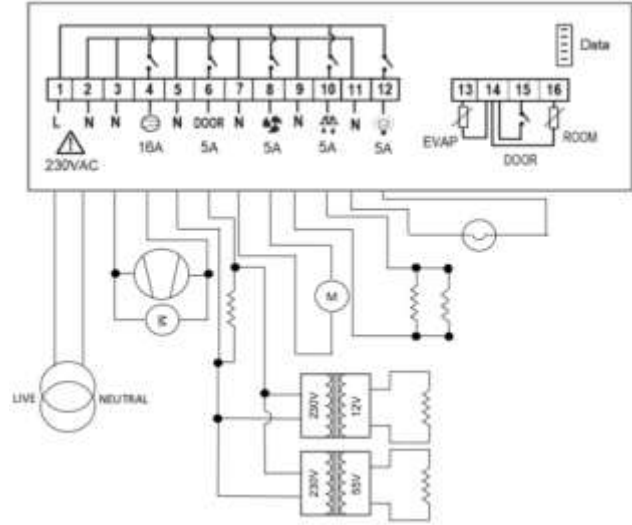 Data
1 2 3 4 5 6 7 8 9 10 11 12
13 14 15 16
L N N N DOOR N N N
16A 5A 5A 5A 5A
230VAC
EVAP ROOM
DOOR
M
M
LIVE NEUTRAL
230V 12V
230V 55V